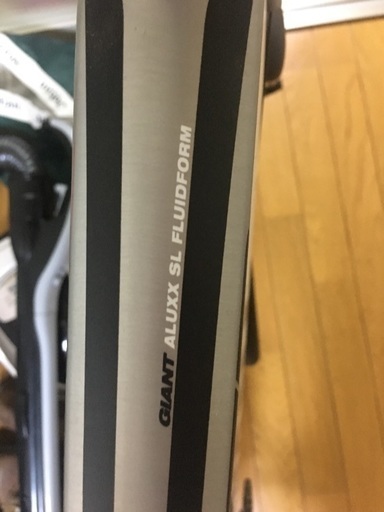 GIANT ALUXX SL FLUIDFORM